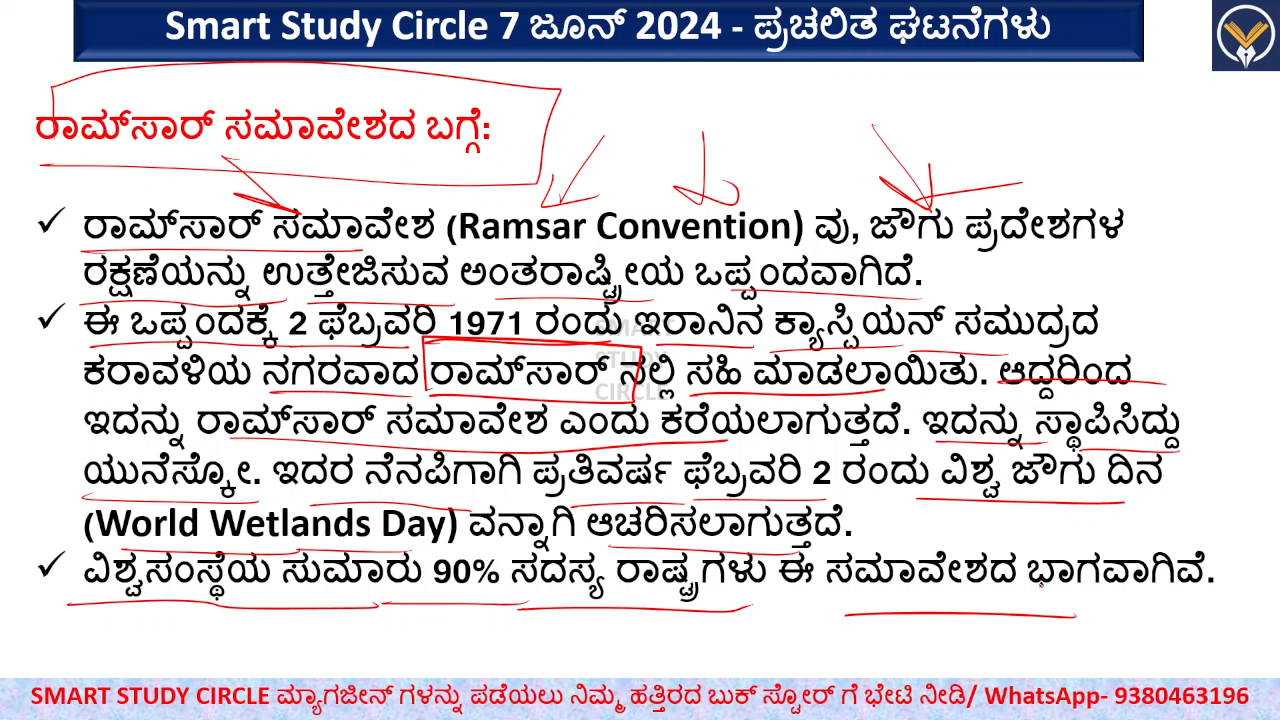 Smart Study Circle 7 ಜೂನ್ 2024 - ಪ್ರಚಲಿತ ಘಟನೆಗಳು
ರಾಮ್‌ಸಾರ್ ಸಮಾವೇಶದ ಬಗ್ಗೆ:
✓ ರಾಮ್‌ಸಾರ್ ಸಮಾವೇಶ (Ramsar Convention) ವು, ಜೌಗು ಪ್ರದೇಶಗಳ
ರಕ್ಷಣೆಯನ್ನು ಉತ್ತೇಜಿಸುವ ಅಂತರಾಷ್ಟ್ರೀಯ ಒಪ್ಪಂದವಾಗಿದೆ.
✓ ಈ ಒಪ್ಪಂದಕ್ಕೆ 2 ಫೆಬ್ರವರಿ 1971 ರಂದು ಇರಾನಿನ ಕ್ಯಾಸ್ಪಿಯನ್ ಸಮುದ್ರದ
ಕರಾವಳಿಯ ನಗರವಾದ ರಾಮ್‌ಸಾರ್ ನಲ್ಲಿ ಸಹಿ ಮಾಡಲಾಯಿತು. ಆದ್ದರಿಂದ
ಇದನ್ನು ರಾಮ್‌ಸಾರ್ ಸಮಾವೇಶ ಎಂದು ಕರೆಯಲಾಗುತ್ತದೆ. ಇದನ್ನು ಸ್ಥಾಪಿಸಿದ್ದು
ಯುನೆಸ್ಕೋ. ಇದರ ನೆನಪಿಗಾಗಿ ಪ್ರತಿವರ್ಷ ಫೆಬ್ರವರಿ 2 ರಂದು ವಿಶ್ವ ಜೌಗು ದಿನ
(World Wetlands Day) ವನ್ನಾಗಿ ಆಚರಿಸಲಾಗುತ್ತದೆ.
✓ ವಿಶ್ವಸಂಸ್ಥೆಯ ಸುಮಾರು 90% ಸದಸ್ಯ ರಾಷ್ಟ್ರಗಳು ಈ ಸಮಾವೇಶದ ಭಾಗವಾಗಿವೆ.
SMART
STUDY
CIRCLE
SMART STUDY CIRCLE ಮ್ಯಾಗಜೀನ್ ಗಳನ್ನು ಪಡೆಯಲು ನಿಮ್ಮ ಹತ್ತಿರದ ಬುಕ್ ಸ್ಟೋರ್ ಗೆ ಭೇಟಿ ನೀಡಿ/ WhatsApp- 9380463196